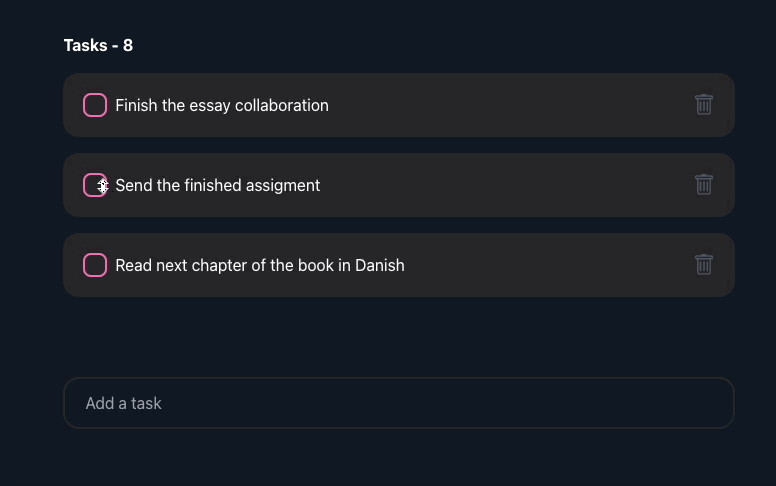 Tasks - 8
Finish the essay collaboration
Send the finished assigment
Read next chapter of the book in Danish
Add a task